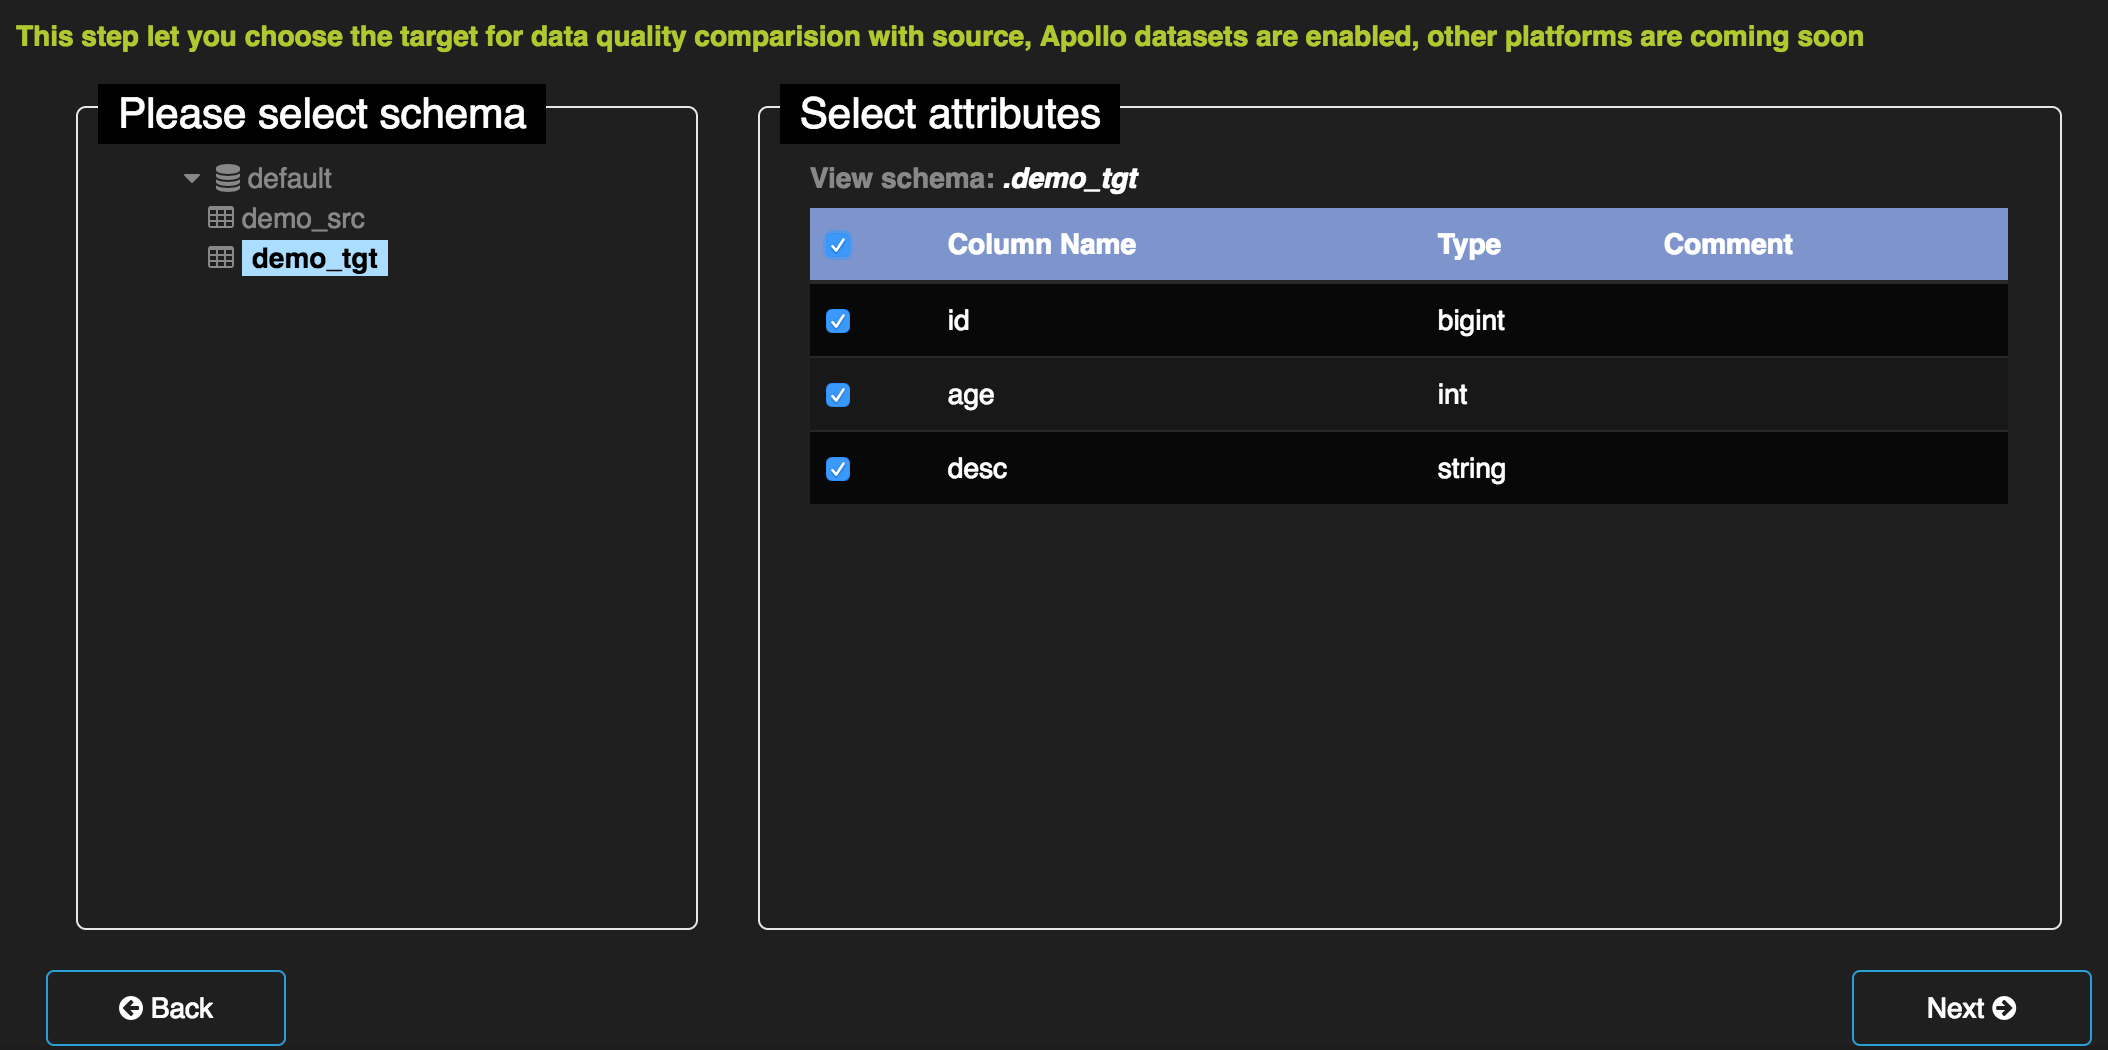 This step let you choose the target for data quality comparision with source, Apollo datasets are enabled, other platforms are coming soon
Please select schema
default
demo_src
demo_tgt
Select attributes
View schema: .demo_tgt
Column Name Type Comment
id bigint
age int
desc string
Back
Next